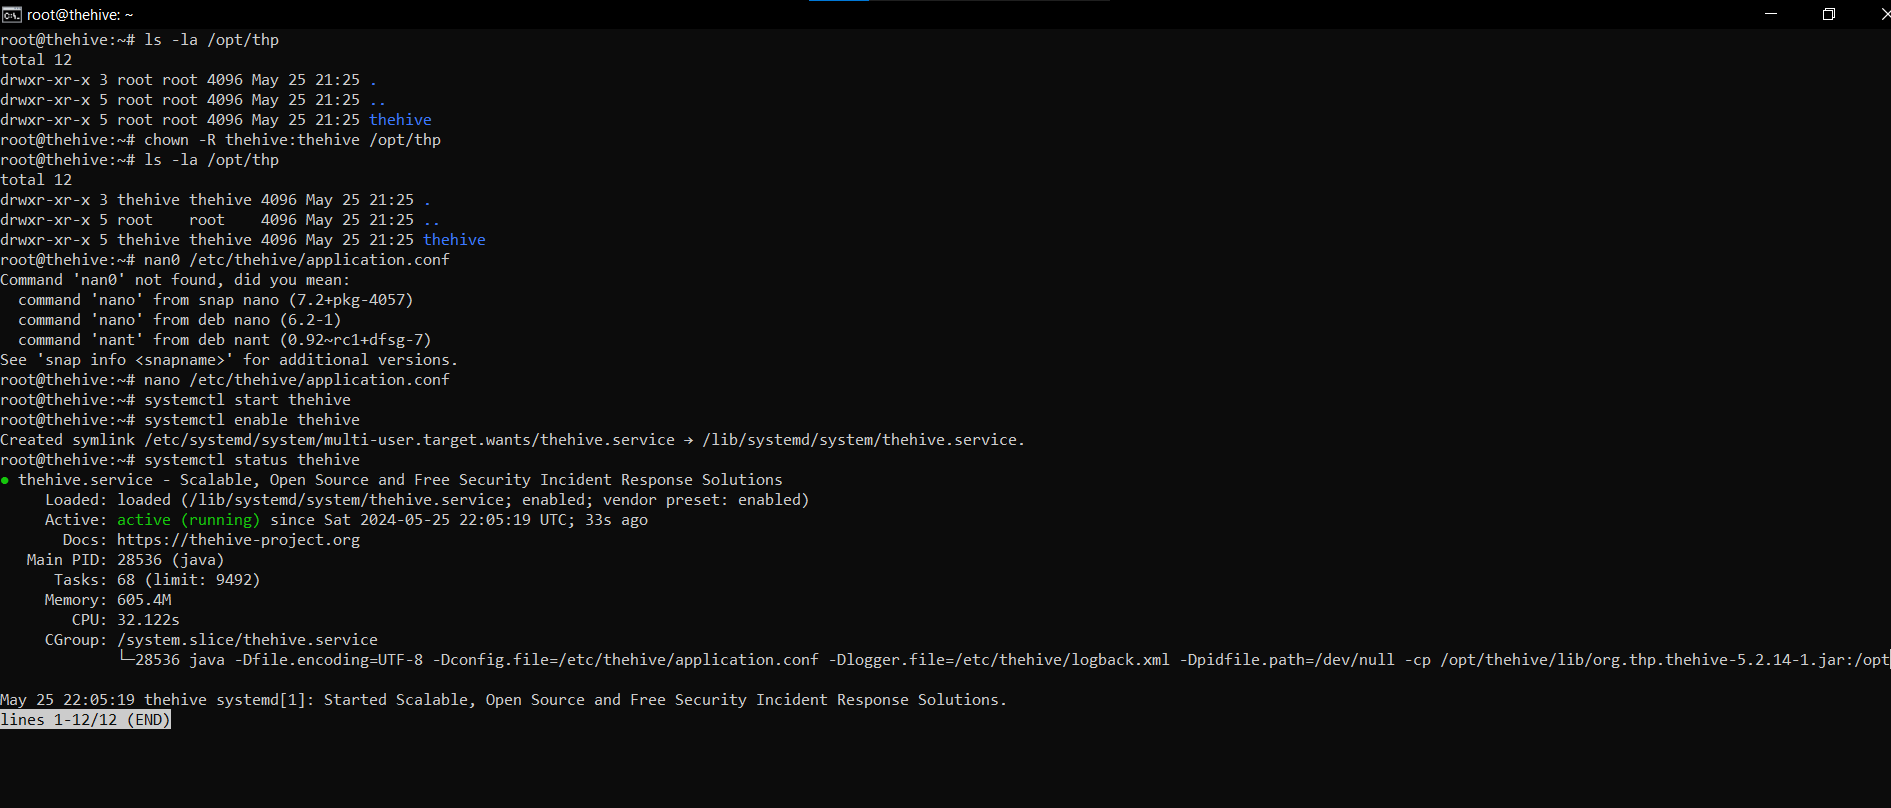 root@thehive: ~
root@thehive:~# ls -la /opt/thp
total 12
drwxr-xr-x 3 root root 4096 May 25 21:25 .
drwxr-xr-x 5 root root 4096 May 25 21:25 ..
drwxr-xr-x 5 root root 4096 May 25 21:25 thehive
root@thehive:~# chown -R thehive:thehive /opt/thp
root@thehive:~# ls -la /opt/thp
total 12
drwxr-xr-x 3 thehive thehive 4096 May 25 21:25 .
drwxr-xr-x 5 root    root    4096 May 25 21:25 ..
drwxr-xr-x 5 thehive thehive 4096 May 25 21:25 thehive
root@thehive:~# nan0 /etc/thehive/application.conf
Command 'nan0' not found, did you mean:
  command 'nano' from snap nano (7.2+pkg-4057)
  command 'nano' from deb nano (6.2-1)
  command 'nant' from deb nant (0.92~rc1+dfsg-7)
See 'snap info <snapname>' for additional versions.
root@thehive:~# nano /etc/thehive/application.conf
root@thehive:~# systemctl start thehive
root@thehive:~# systemctl enable thehive
Created symlink /etc/systemd/system/multi-user.target.wants/thehive.service → /lib/systemd/system/thehive.service.
root@thehive:~# systemctl status thehive
● thehive.service - Scalable, Open Source and Free Security Incident Response Solutions
     Loaded: loaded (/lib/systemd/system/thehive.service; enabled; vendor preset: enabled)
     Active: active (running) since Sat 2024-05-25 22:05:19 UTC; 33s ago
       Docs: https://thehive-project.org
   Main PID: 28536 (java)
      Tasks: 68 (limit: 9492)
     Memory: 605.4M
        CPU: 32.122s
     CGroup: /system.slice/thehive.service
             └─28536 java -Dfile.encoding=UTF-8 -Dconfig.file=/etc/thehive/application.conf -Dlogger.file=/etc/thehive/logback.xml -Dpidfile.path=/dev/null -cp /opt/thehive/lib/org.thp.thehive-5.2.14-1.jar:/opt
May 25 22:05:19 thehive systemd[1]: Started Scalable, Open Source and Free Security Incident Response Solutions.
lines 1-12/12 (END)